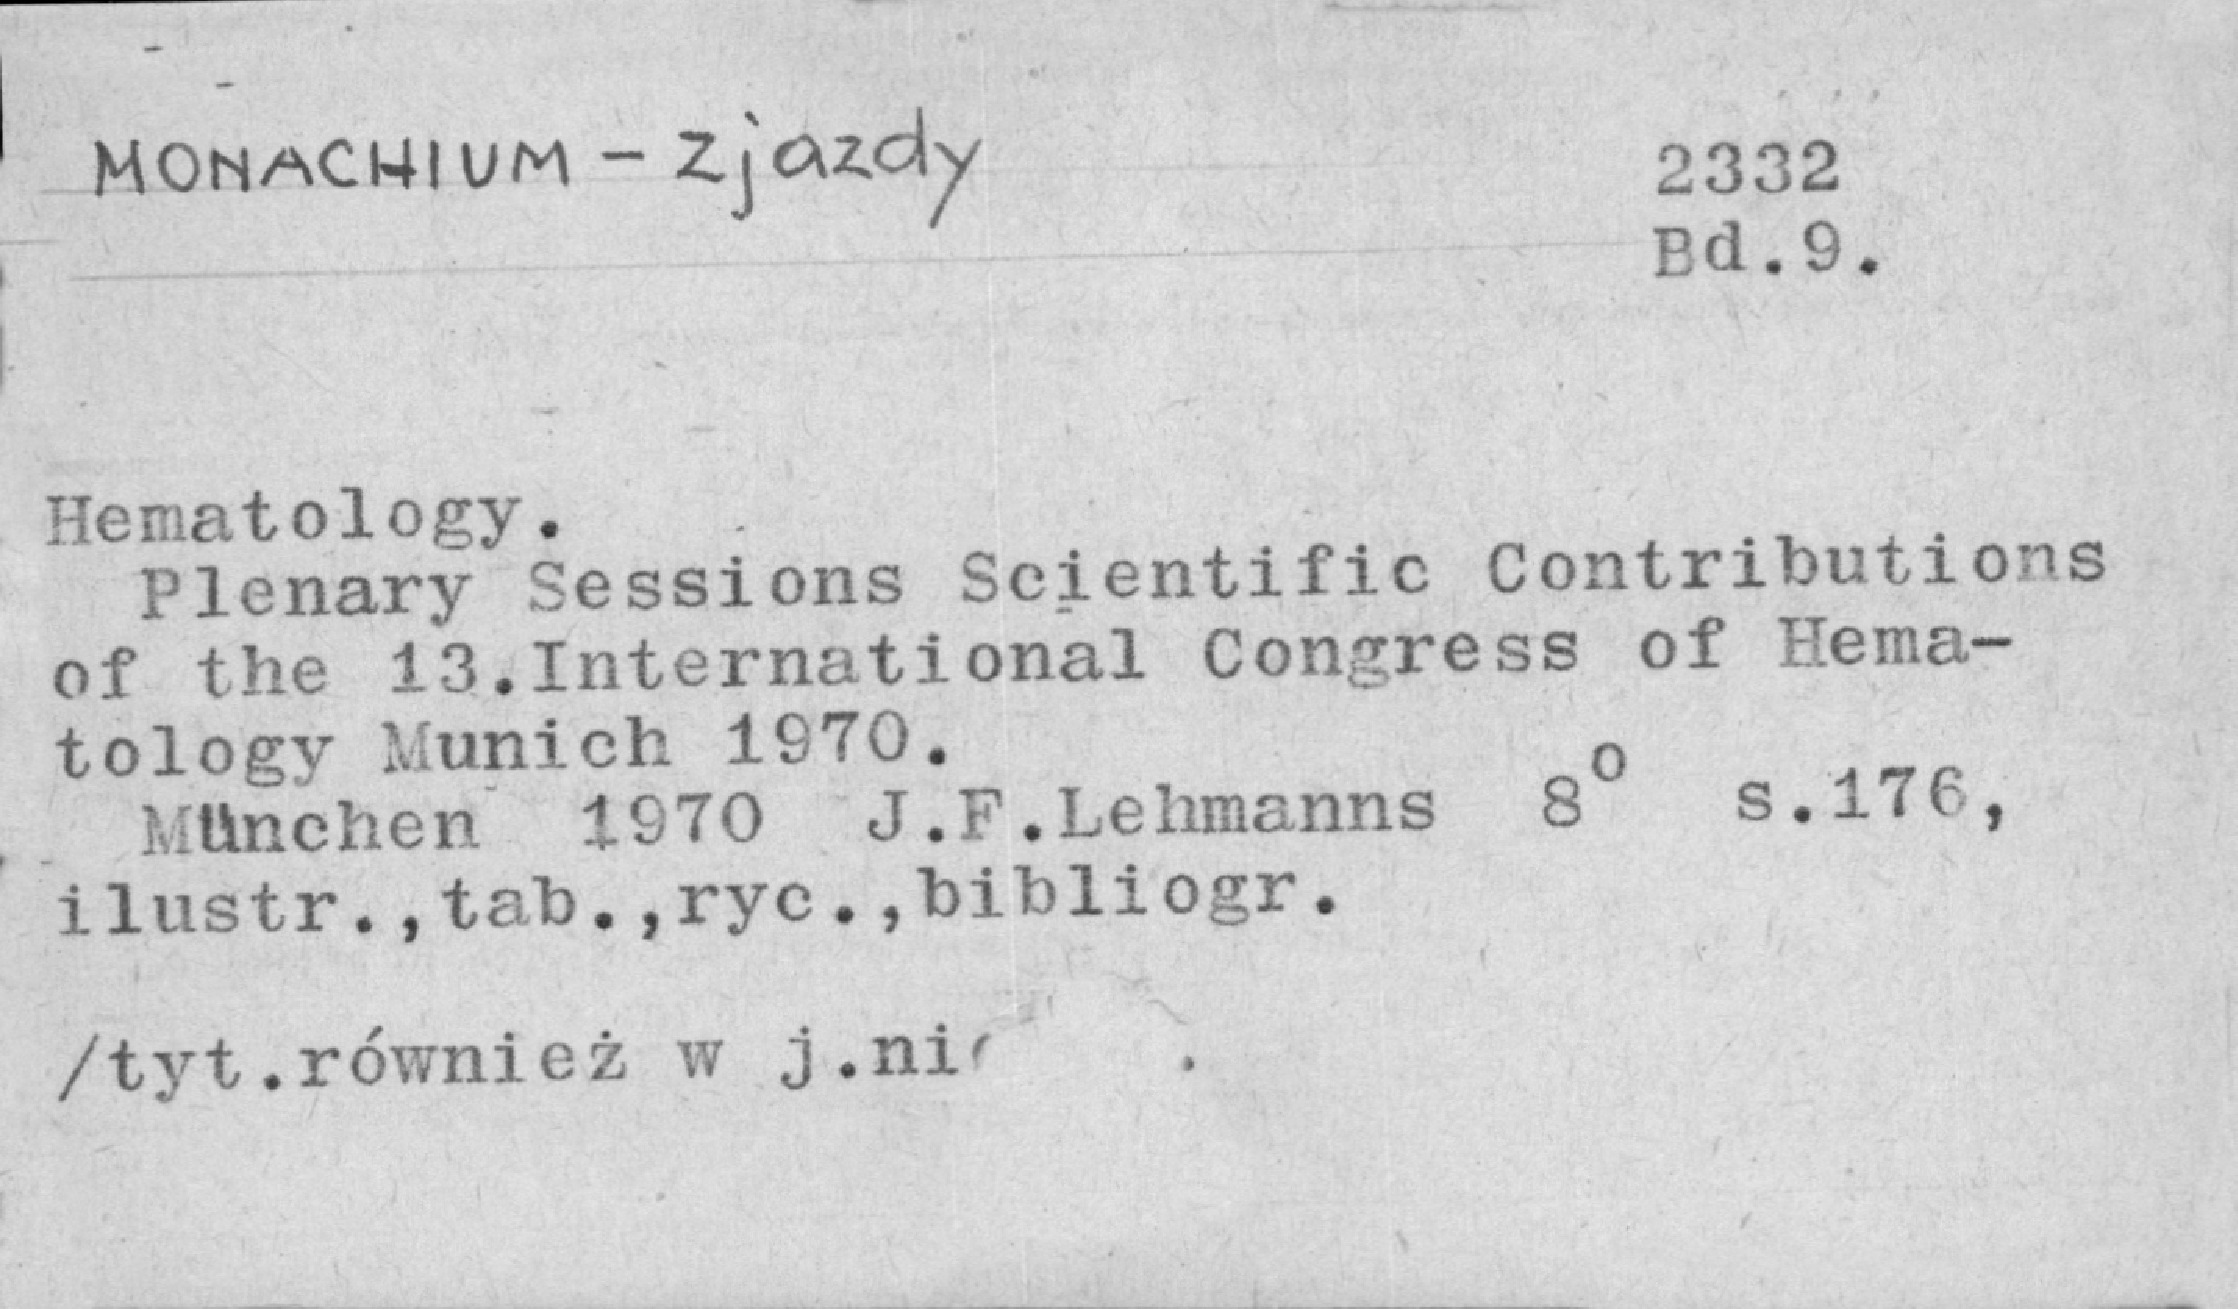 MONACHIUM – zjazdy
2332
Bd.9.
Hematology.
Plenary Sessions Scientific Contributions
of the 13.International Congress of Hema-
tology Munich 1970.
München 1970 J.F.Lehmanns 8° s.176,
ilustr.,tab.,ryc.,bibliogr.
/tyt.również w j.